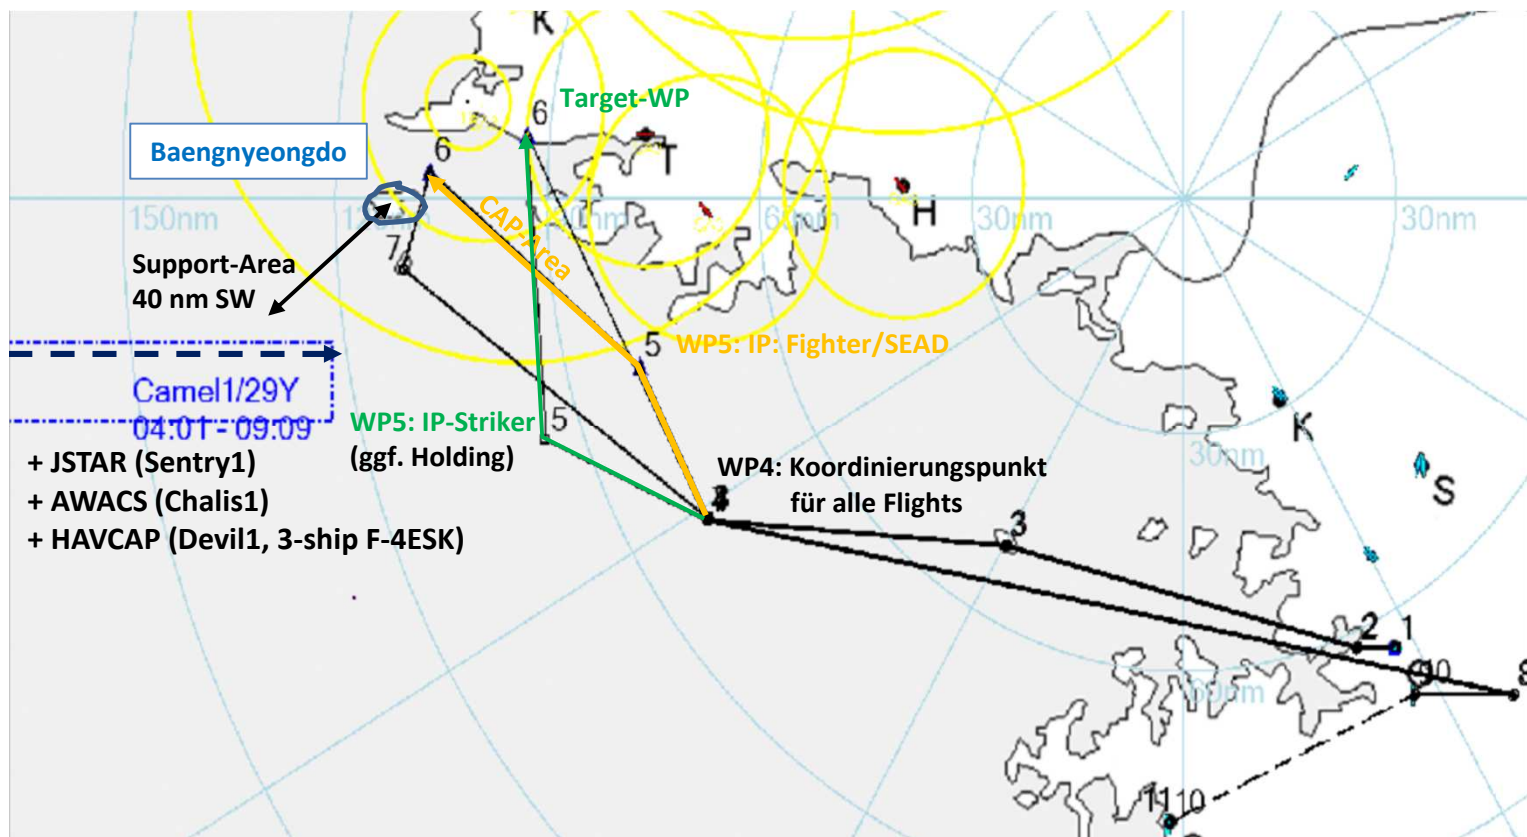 K
Target-WP
6
Baengnyeongdo
6
T
H
150nm
60nm
30nm
30nm
CAP-Area
7
Support-Area
40 nm SW
5
WP5: IP: Fighter/SEAD
Camel1/29Y
04:01 - 09:09
WP5: IP-Striker
(ggf. Holding)
5
K
30nm
S
+ JSTAR (Sentry1)
+ AWACS (Chalis1)
+ HAVCAP (Devil1, 3-ship F-4ESK)
WP4: Koordinierungspunkt
für alle Flights
3
2
1
60nm
8
11
10